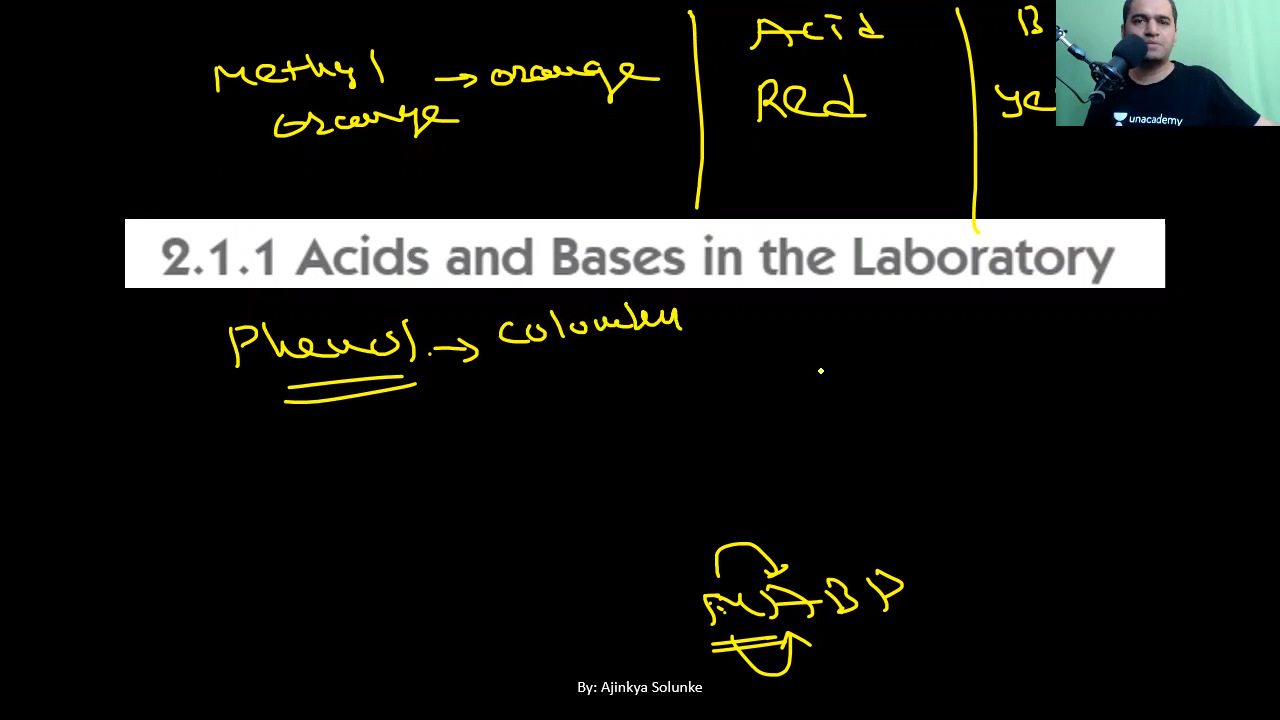 Acid B
Methyl → orange Red Ye
orange
unacademy
2.1.1 Acids and Bases in the Laboratory
Phenol. →
MABP
By: Ajinkya Solunke